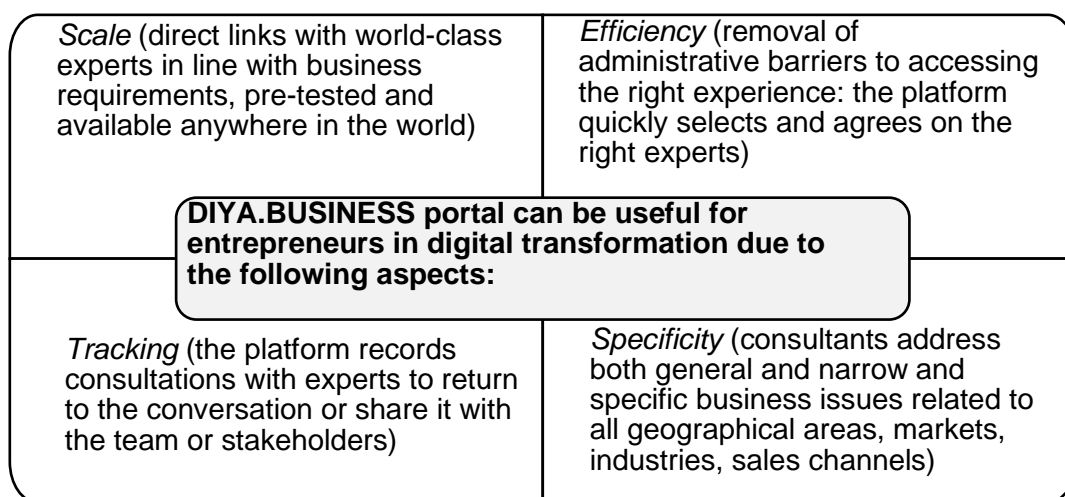 Scale (direct links with world-class
experts in line with business
requirements, pre-tested and
available anywhere in the world)
Efficiency (removal of
administrative barriers to accessing
the right experience: the platform
quickly selects and agrees on the
right experts)
DIYA.BUSINESS portal can be useful for
entrepreneurs in digital transformation due to
the following aspects:
Tracking (the platform records
consultations with experts to return
to the conversation or share it with
the team or stakeholders)
Specificity (consultants address
both general and narrow and
specific business issues related to
all geographical areas, markets,
industries, sales channels)